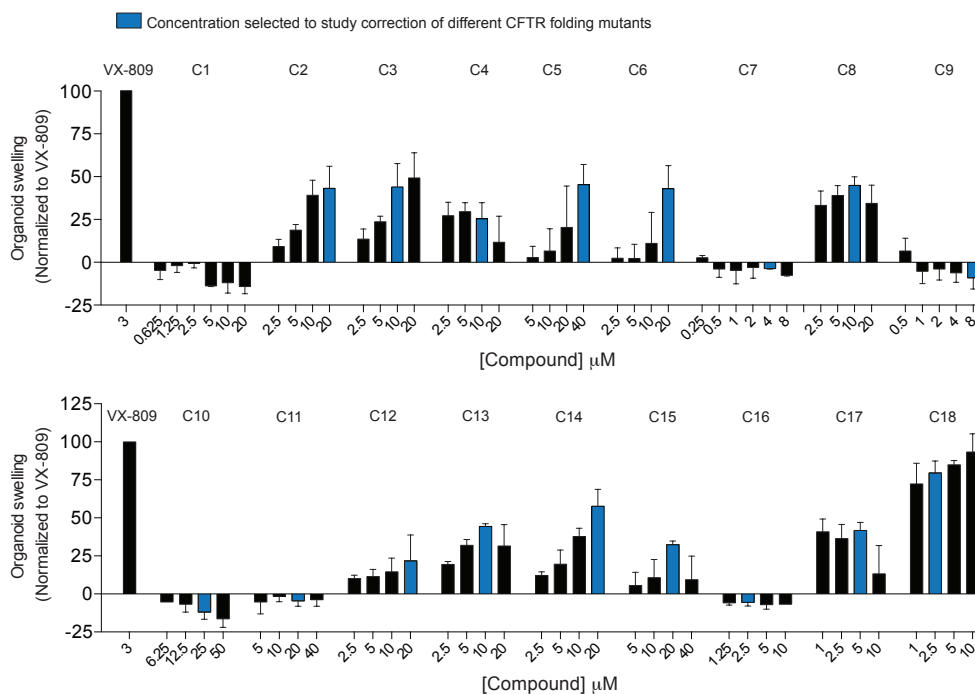 Concentration selected to study correction of different CFTR folding mutants
VX-809 C1 C2 C3 C4 C5 C6 C7 C8 C9
Organoid swelling
(Normalized to VX-809)
100
75
50
25
0
-25
3 0.625 1.25 2.5 5 10 20 2.5 5 10 20 2.5 5 10 20 2.5 5 10 20 5 10 20 40 2.5 5 10 20 0.25 0.5 1 2 4 8 2.5 5 10 20 0.5 1 2 4 8
[Compound] μM
VX-809 C10 C11 C12 C13 C14 C15 C16 C17 C18
Organoid swelling
(Normalized to VX-809)
125
100
75
50
25
0
-25
3 6.25 12.5 25 50 5 10 20 40 2.5 5 10 20 2.5 5 10 20 2.5 5 10 20 5 10 20 40 1.25 2.5 5 10 1 2.5 5 10 1 2.5 5 10
[Compound] μM